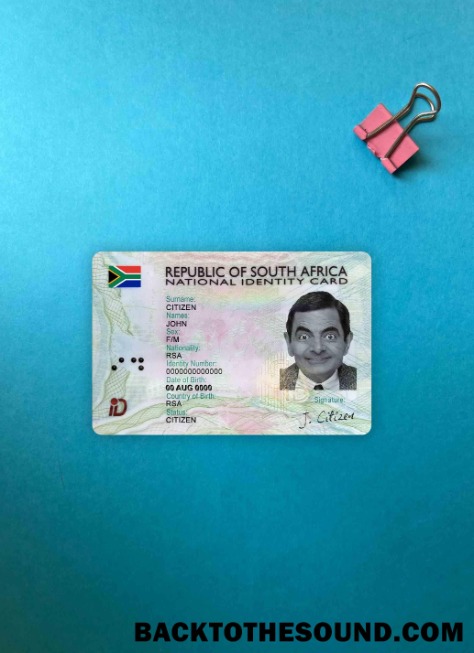 REPUBLIC OF SOUTH AFRICA
NATIONAL IDENTITY CARD
Surname:
CITIZEN
Names:
JOHN
Sex:
F/M
Nationality:
RSA
Identity Number:
0000000000000
Date of Birth:
00 AUG 0000
Country of Birth:
RSA
Status:
CITIZEN
Signature:
J. Citizen
iD
BACKTOTHESOUND.COM